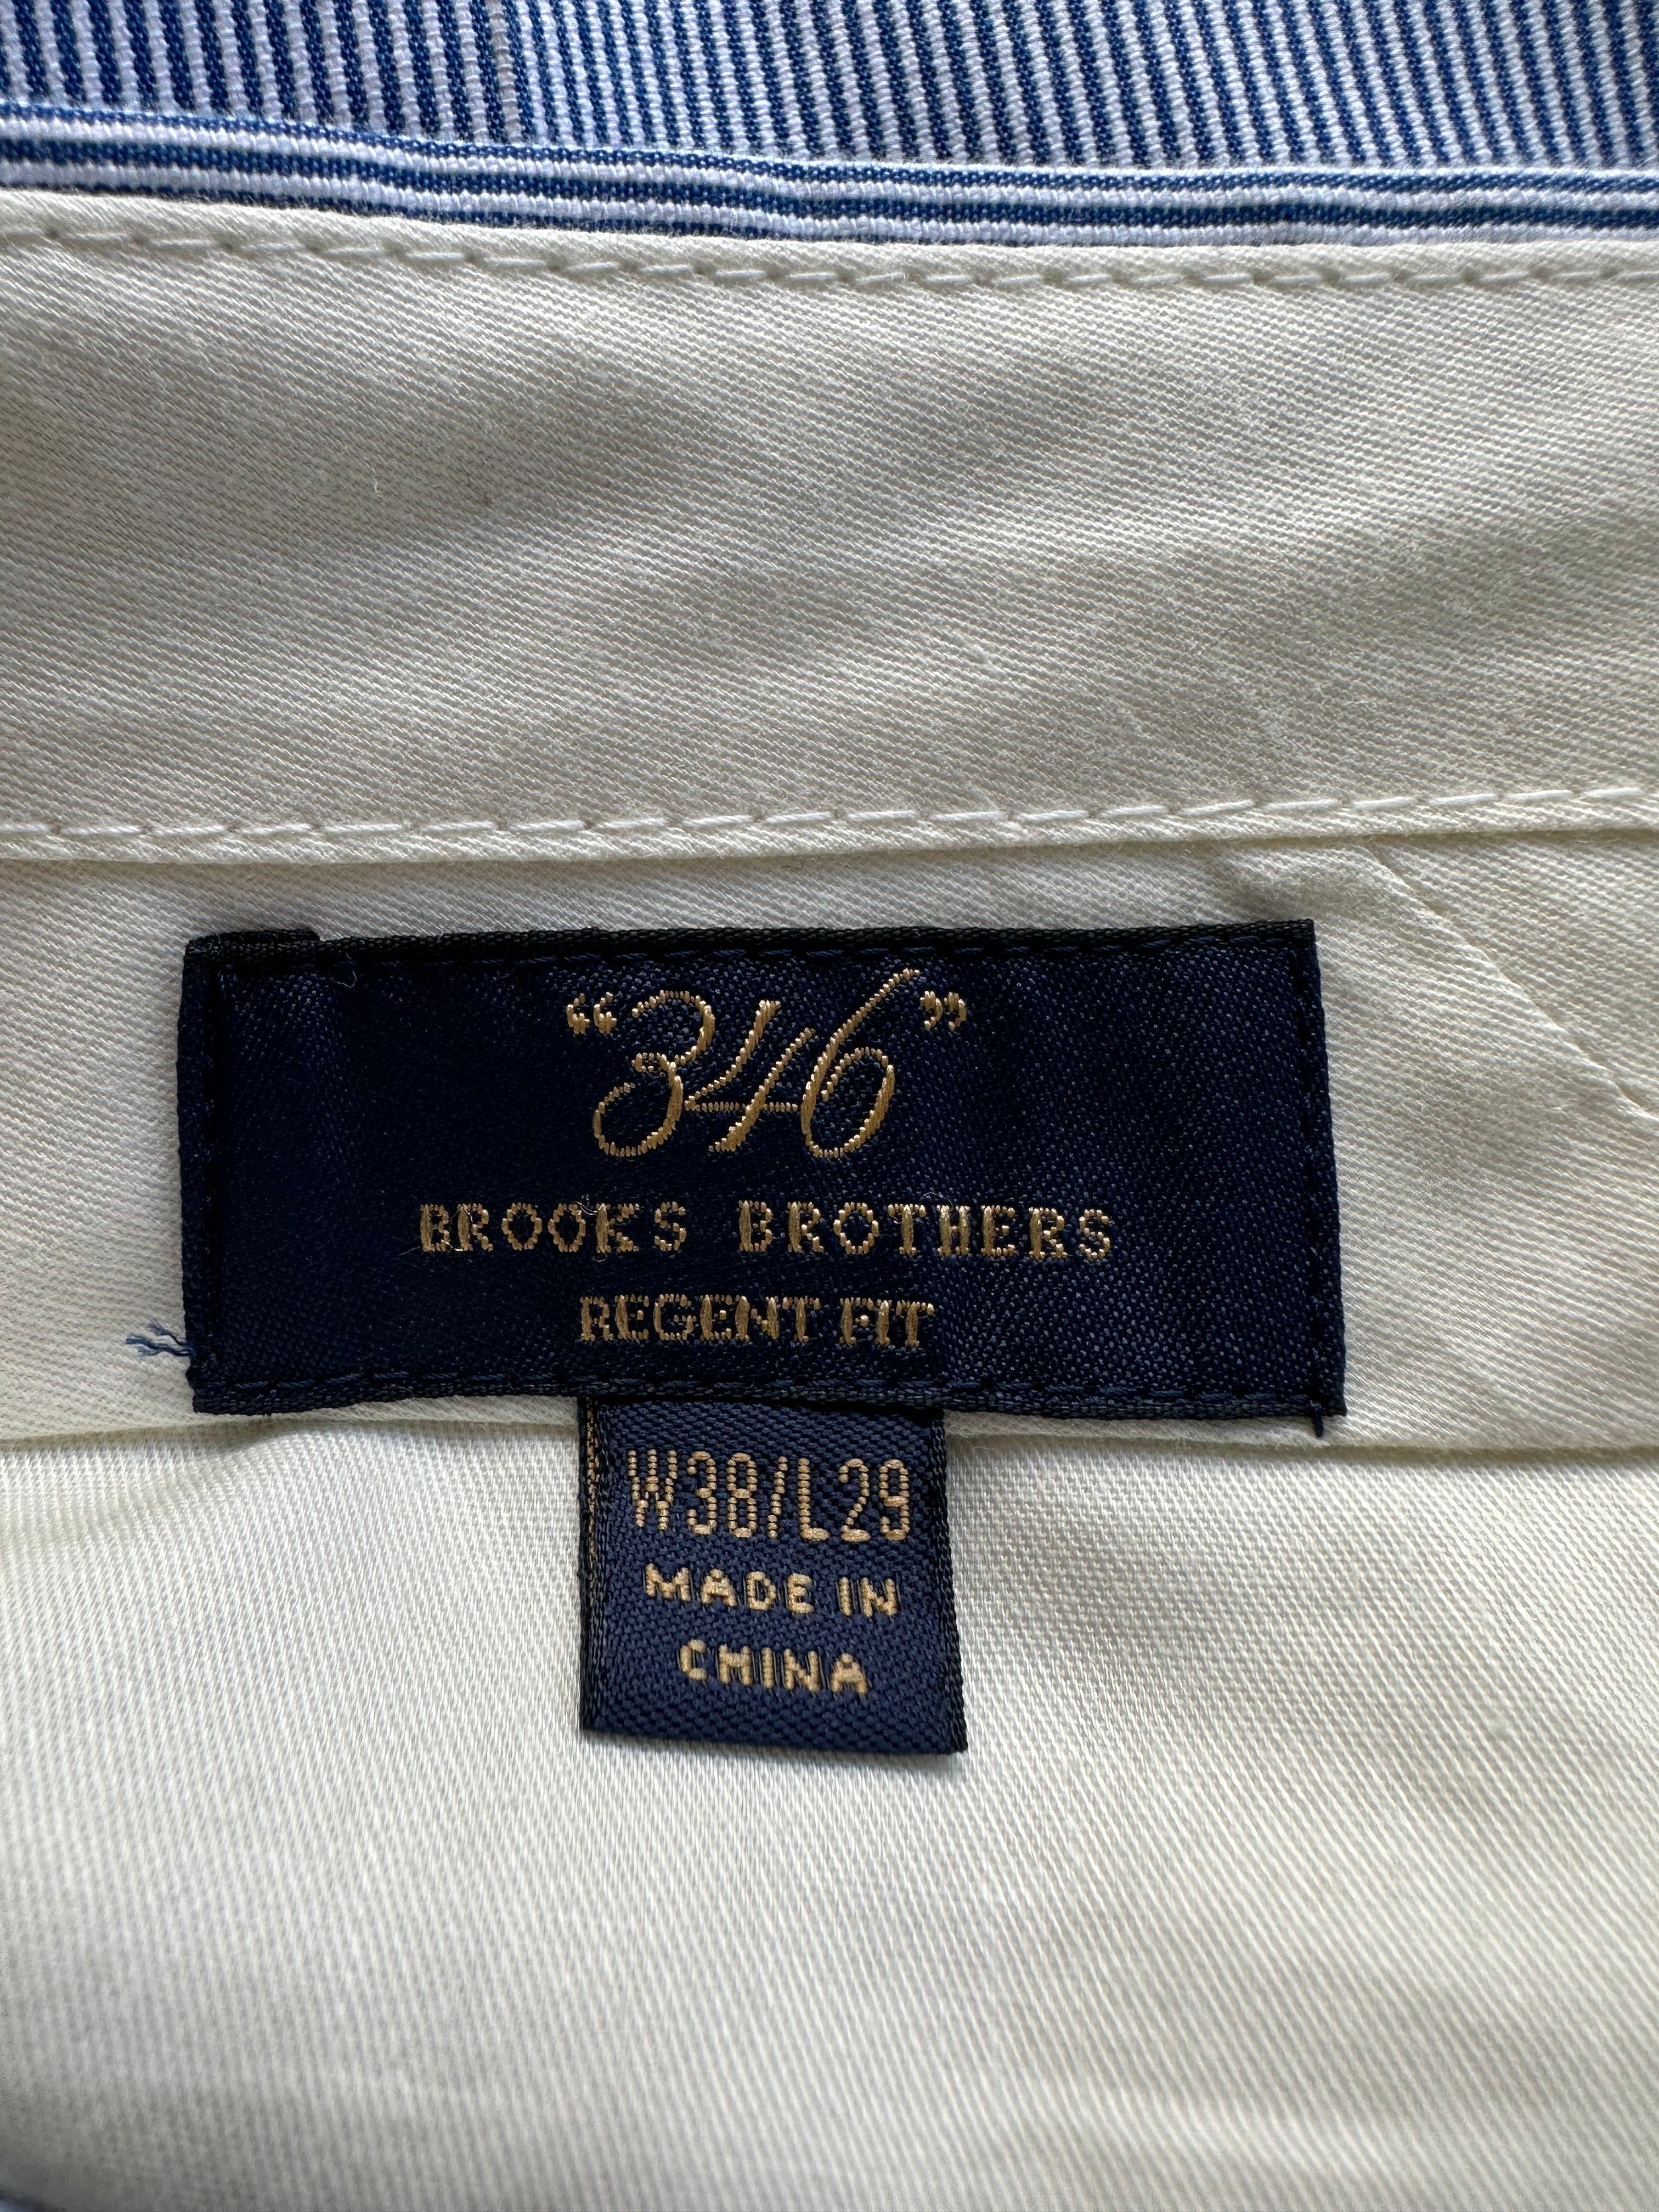 “346”
BROOKS BROTHERS
REGENT FIT
W38/L29
MADE IN
CHINA